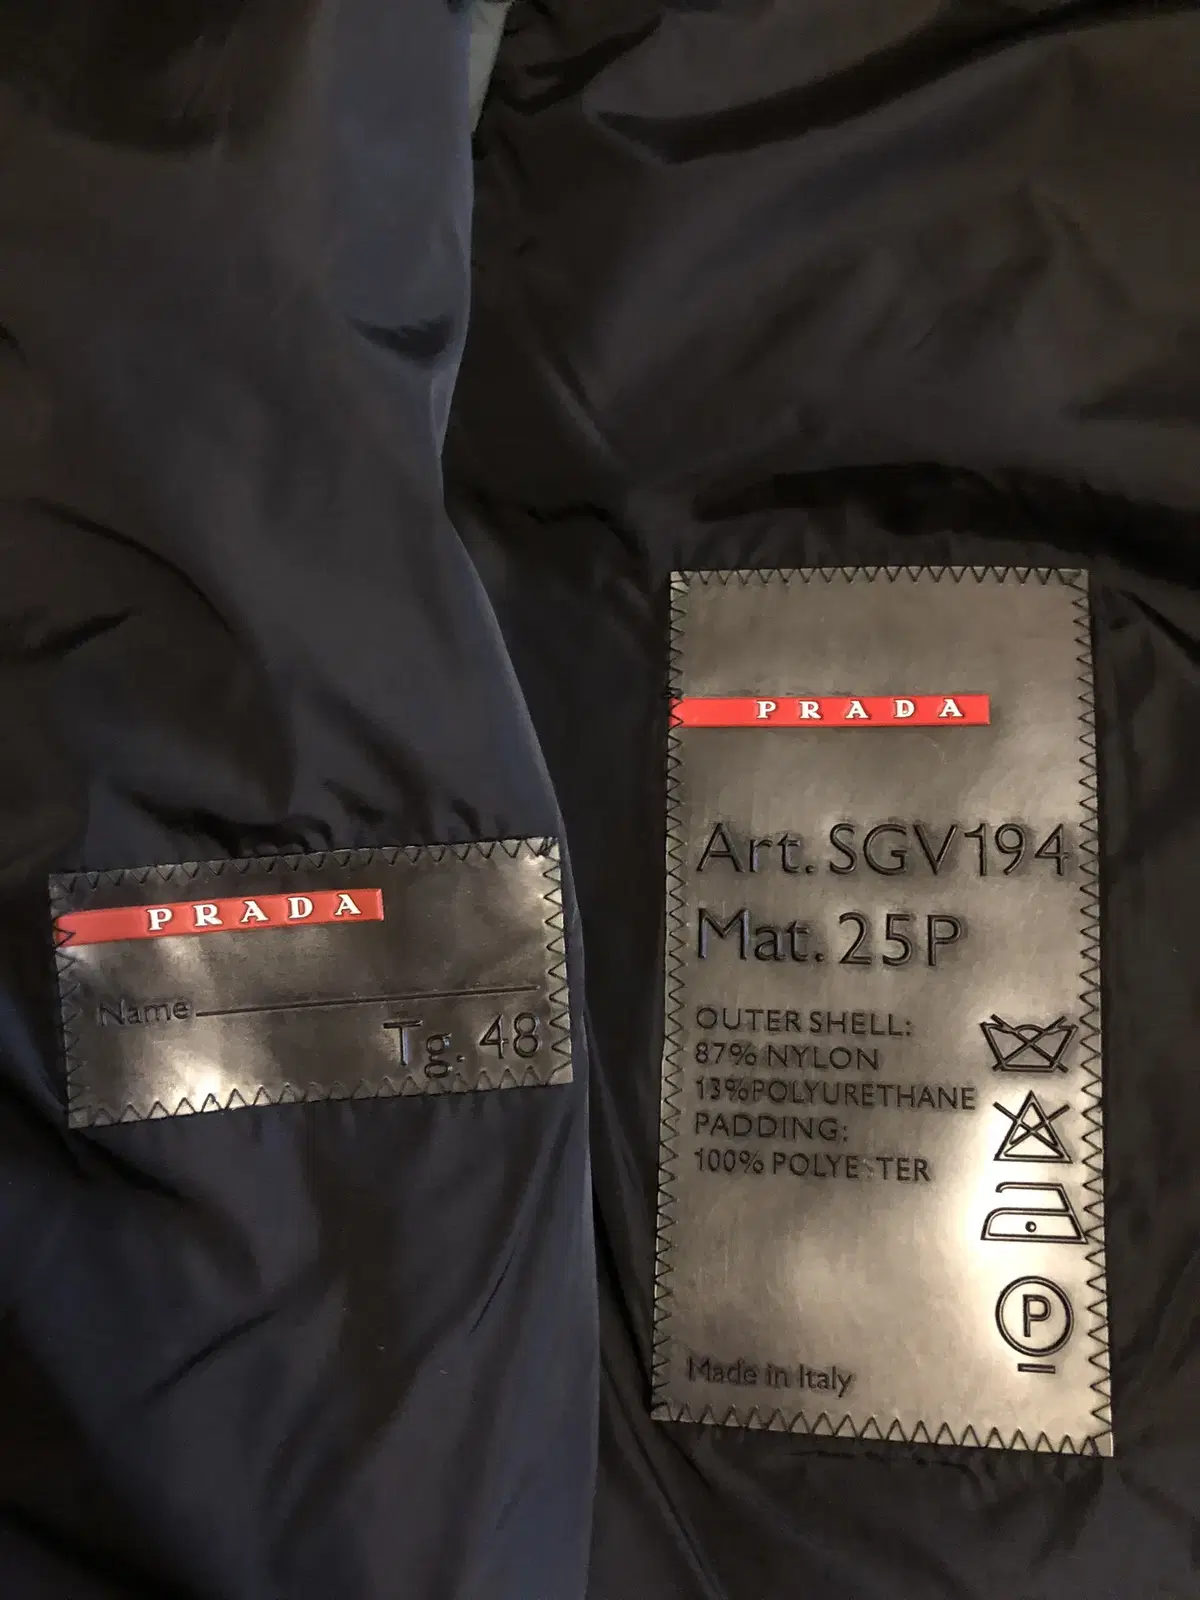 PRADA
Name
Tg. 48
PRADA
Art. SGV194
Mat. 25P
OUTER SHELL:
87% NYLON
13% POLYURETHANE
PADDING:
100% POLYESTER
P
Made in Italy